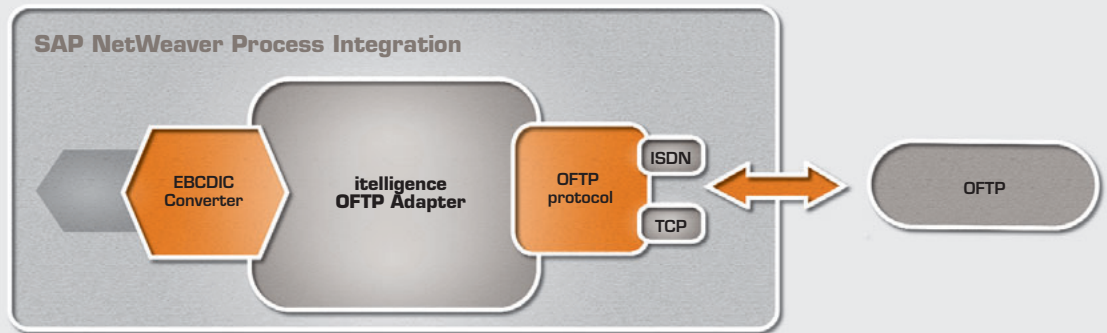 SAP NetWeaver Process Integration
EBCDIC
Converter
itelligence
OFTP Adapter
OFTP
protocol
ISDN
TCP
OFTP